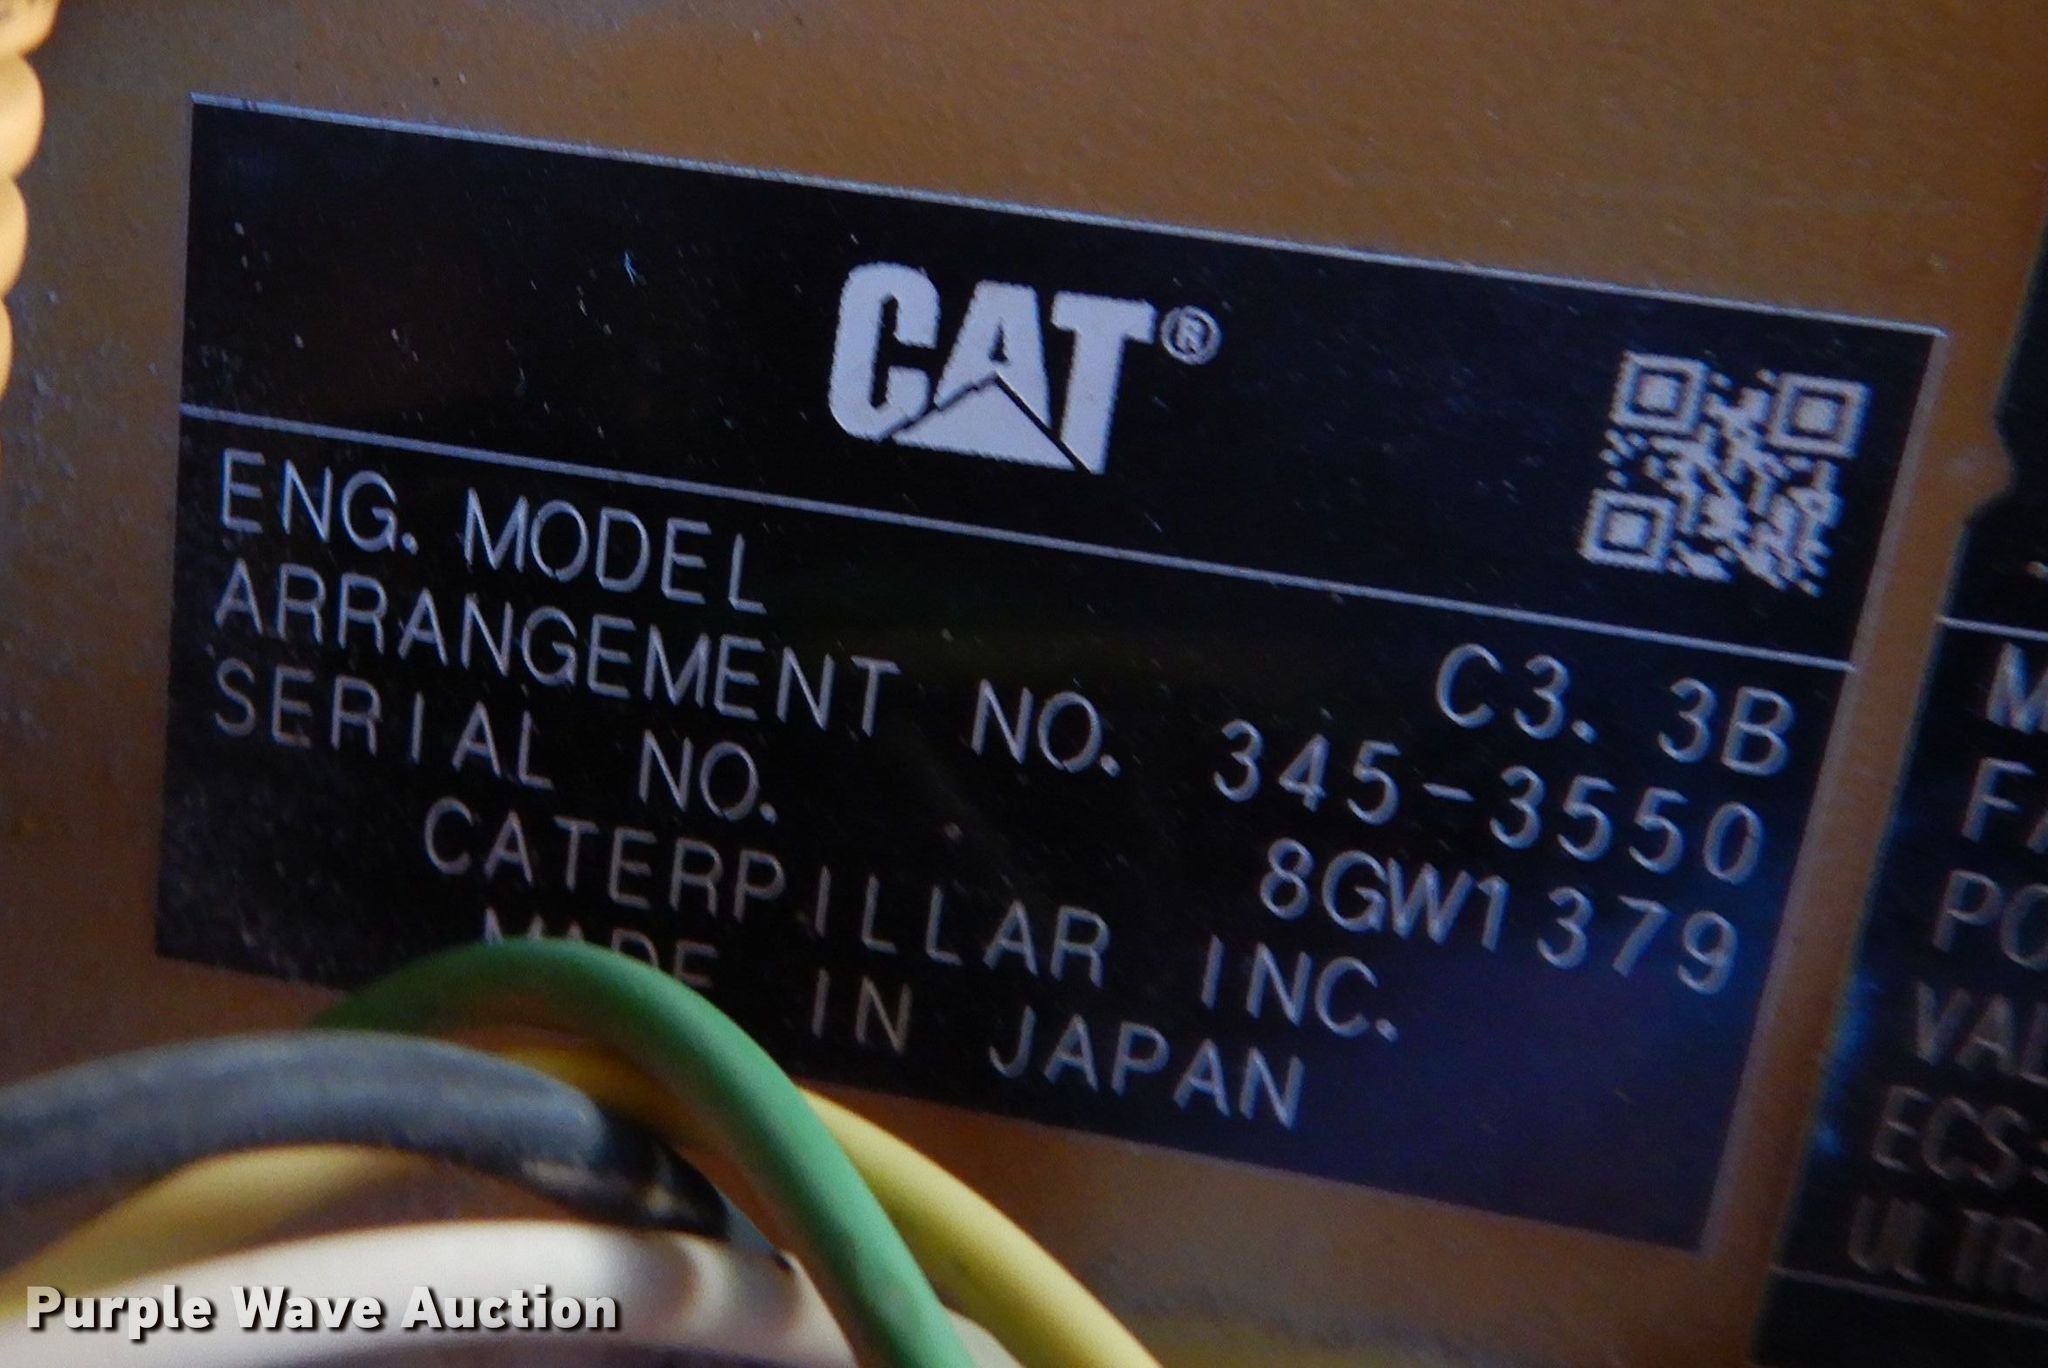 CAT®
ENG. MODEL C3.3B
ARRANGEMENT NO. 345-3550
SERIAL NO. 8GW1379
CATERPILLAR INC.
MADE IN JAPAN
Purple Wave Auction